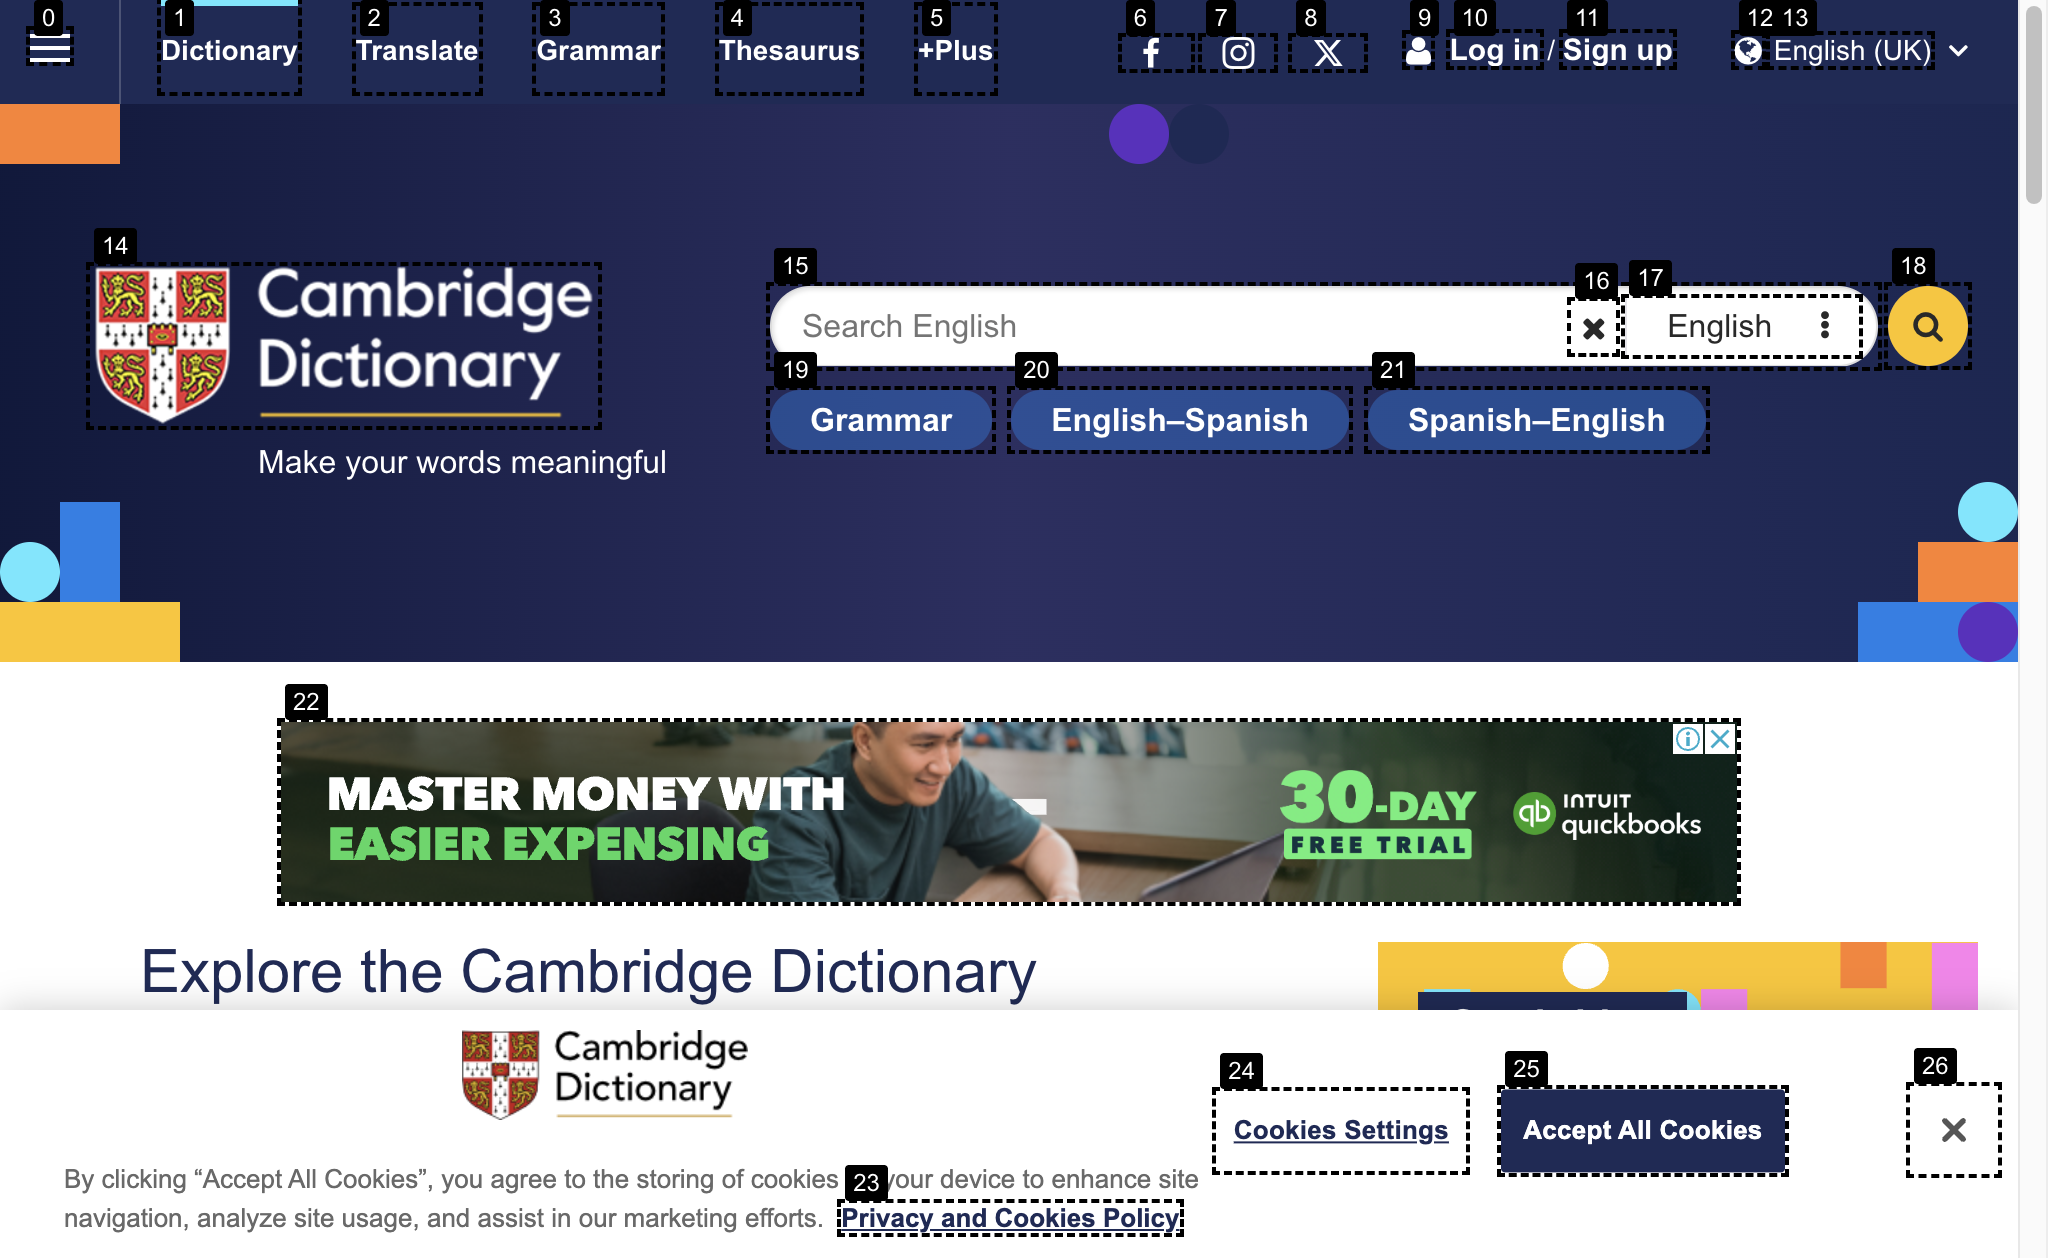 0 1 2 3 4 5 6 7 8 9 10 11 12 13
Dictionary Translate Grammar Thesaurus +Plus f X Log in / Sign up English (UK)
14
Cambridge
Dictionary
Make your words meaningful
15 16 17 18
Search English English
19 20 21
Grammar English–Spanish Spanish–English
22
MASTER MONEY WITH
EASIER EXPENSING
30-DAY
FREE TRIAL
qb INTUIT
quickbooks
Explore the Cambridge Dictionary
Cambridge
Dictionary
24 25 26
Cookies Settings Accept All Cookies
By clicking “Accept All Cookies”, you agree to the storing of cookies 23 your device to enhance site
navigation, analyze site usage, and assist in our marketing efforts. Privacy and Cookies Policy